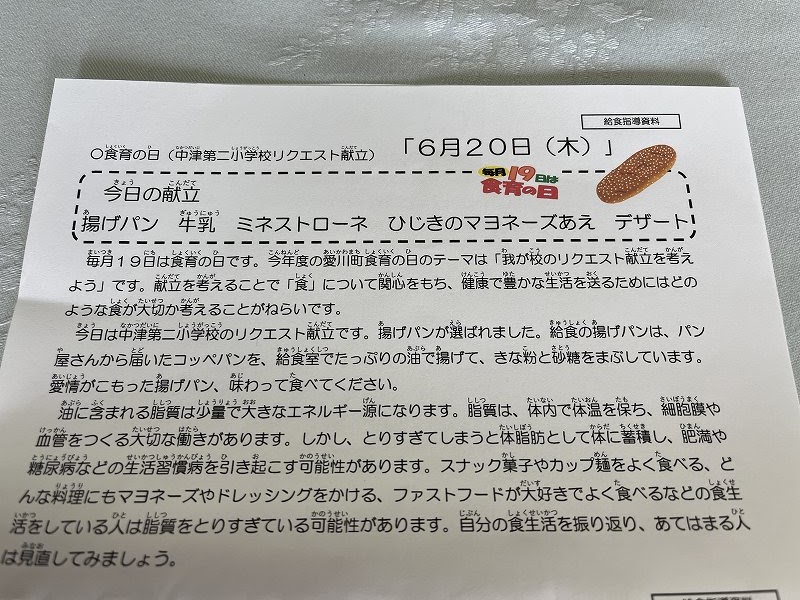 給食指導資料
○食育の日（中津第二小学校リクエスト献立） 「６月２０日（木）」
毎月19日は
食育の日
今日の献立
揚げパン 牛乳 ミネストローネ ひじきのマヨネーズあえ デザート
毎月１９日は食育の日です。今年度の愛川町食育の日のテーマは「我が校のリクエスト献立を考え
よう」です。献立を考えることで「食」について関心をもち、健康で豊かな生活を送るためにはどの
ような食が大切か考えることがねらいです。
今日は中津第二小学校のリクエスト献立です。揚げパンが選ばれました。給食の揚げパンは、パン
屋さんから届いたコッペパンを、給食室でたっぷりの油で揚げて、きな粉と砂糖をまぶしています。
愛情がこもった揚げパン、味わって食べてください。
油に含まれる脂質は少量で大きなエネルギー源になります。脂質は、体内で体温を保ち、細胞膜や
血管をつくる大切な働きがあります。しかし、とりすぎてしまうと体脂肪として体に蓄積し、肥満や
糖尿病などの生活習慣病を引き起こす可能性があります。スナック菓子やカップ麺をよく食べる、ど
んな料理にもマヨネーズやドレッシングをかける、ファストフードが大好きでよく食べるなどの食生
活をしている人は脂質をとりすぎている可能性があります。自分の食生活を振り返り、あてはまる人
は見直してみましょう。